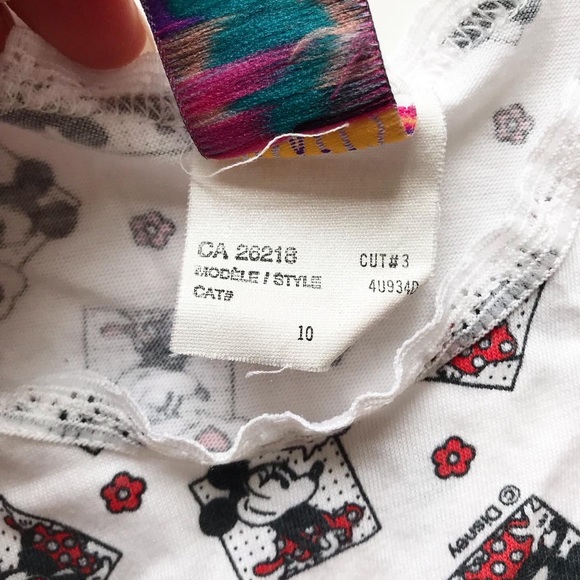 CA 26218
MODÈLE / STYLE
CAT#
CUT#3
4U934D
10
© Disney